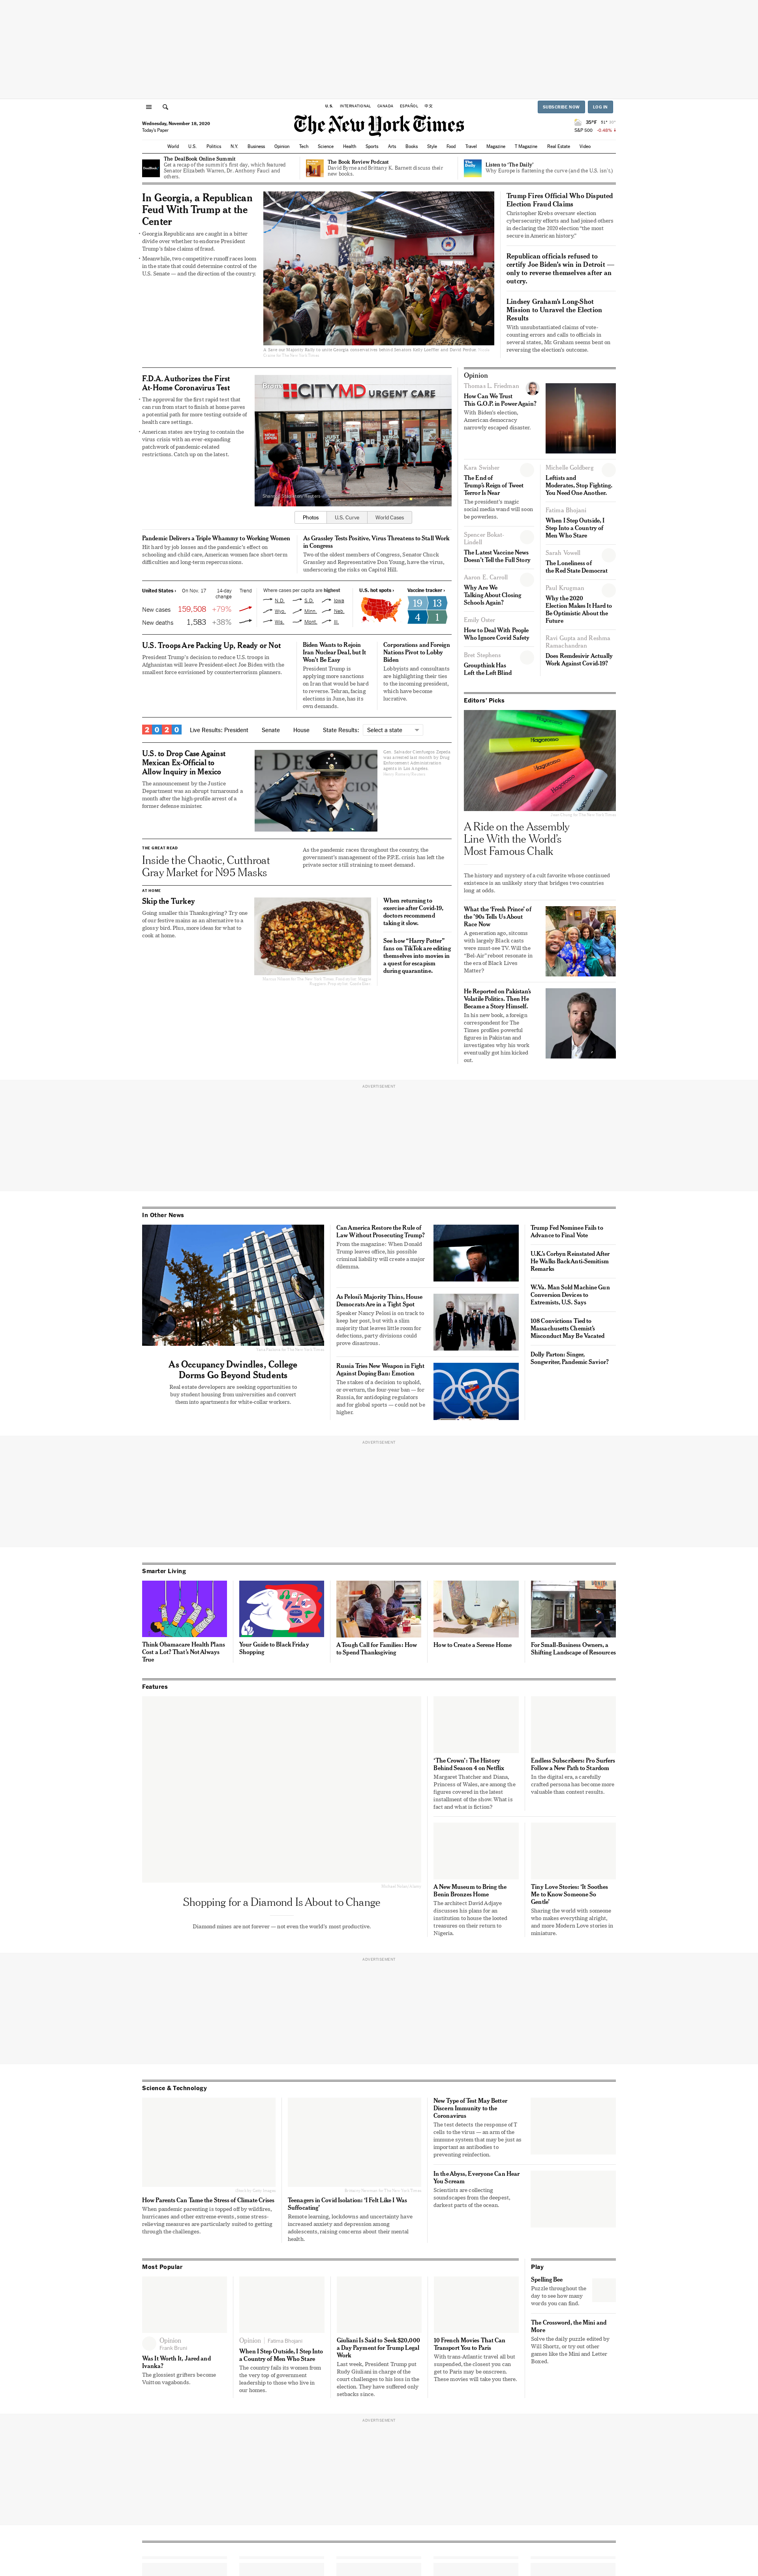 U.S. INTERNATIONAL CANADA ESPAÑOL 中文
SUBSCRIBE NOW LOG IN
Wednesday, November 18, 2020
Today's Paper
The New York Times
35°F
S&P 500 -0.48%
World U.S. Politics N.Y. Business Opinion Tech Science Health Sports Arts Books Style Food Travel Magazine T Magazine Real Estate Video
The DealBook Online Summit
Get a recap of the summit's first day, which featured
Senator Elizabeth Warren, Dr. Anthony Fauci and
others.
The Book Review Podcast
David Byrne and Brittany K. Barnett discuss their
new books.
Listen to 'The Daily'
Why Europe is flattening the curve (and the U.S. isn't)
In Georgia, a Republican
Feud With Trump at the
Center
Georgia Republicans are caught in a bitter
divide over whether to endorse President
Trump's false claims of fraud.
Meanwhile, two competitive runoff races loom
in the state that could determine control of the
U.S. Senate — and the direction of the country.
Trump Fires Official Who Disputed
Election Fraud Claims
Christopher Krebs oversaw election
cybersecurity efforts and had joined others
in declaring the 2020 election "the most
secure in American history."
Republican officials refused to
certify Joe Biden's win in Detroit —
only to reverse themselves after an
outcry.
Lindsey Graham's Long-Shot
Mission to Unravel the Election
Results
With unsubstantiated claims of vote-
counting errors and calls to officials in
several states, Mr. Graham seems bent on
reversing the election's outcome.
F.D.A. Authorizes the First
At-Home Coronavirus Test
The approval for the first rapid test that
can run from start to finish at home paves
a potential path for more testing outside of
health care settings.
American states are trying to contain the
virus crisis with an ever-expanding
patchwork of pandemic-related
restrictions. Catch up on the latest.
CITYMD URGENT CARE
Photos U.S. Curve World Cases
Pandemic Delivers a Triple Whammy to Working Women
Hit hard by job losses and the pandemic's effect on
schooling and child care, American women face short-term
difficulties and long-term repercussions.
As Grassley Tests Positive, Virus Threatens to Stall Work
in Congress
Two of the oldest members of Congress, Senator Chuck
Grassley and Representative Don Young, have the virus,
underscoring the risks on Capitol Hill.
United States › On Nov. 17 14-day change Trend
New cases 159,508 +79%
New deaths 1,583 +38%
Where cases per capita are highest
N.D. S.D. Iowa
Wyo. Minn. Neb.
Wis. Mont. Ill.
U.S. hot spots ›
Vaccine tracker ›
19 13
4 1
U.S. Troops Are Packing Up, Ready or Not
President Trump's decision to reduce U.S. troops in
Afghanistan will leave President-elect Joe Biden with the
smallest force envisioned by counterterrorism planners.
Biden Wants to Rejoin
Iran Nuclear Deal, but It
Won't Be Easy
President Trump is
applying more sanctions
on Iran that would be hard
to reverse. Tehran, facing
elections in June, has its
own demands.
Corporations and Foreign
Nations Pivot to Lobby
Biden
Lobbyists and consultants
are highlighting their ties
to the incoming president,
which have become
lucrative.
2020 Live Results: President Senate House State Results: Select a state
U.S. to Drop Case Against
Mexican Ex-Official to
Allow Inquiry in Mexico
The announcement by the Justice
Department was an abrupt turnaround a
month after the high-profile arrest of a
former defense minister.
THE GREAT READ
Inside the Chaotic, Cutthroat
Gray Market for N95 Masks
As the pandemic races throughout the country, the
government's management of the P.P.E. crisis has left the
private sector still straining to meet demand.
AT HOME
Skip the Turkey
Going smaller this Thanksgiving? Try one
of our festive mains as an alternative to a
glossy bird. Plus, more ideas for what to
cook at home.
When returning to
exercise after Covid-19,
doctors recommend
taking it slow.
See how "Harry Potter"
fans on TikTok are editing
themselves into movies in
a quest for escapism
during quarantine.
Opinion
Thomas L. Friedman
How Can We Trust
This G.O.P. in Power Again?
With Biden's election,
American democracy
narrowly escaped disaster.
Kara Swisher
The End of
Trump's Reign of Tweet
Terror Is Near
The president's magic
social media wand will soon
be powerless.
Spencer Bokat-
Lindell
The Latest Vaccine News
Doesn't Tell the Full Story
Aaron E. Carroll
Why Are We
Talking About Closing
Schools Again?
Emily Oster
How to Deal With People
Who Ignore Covid Safety
Bret Stephens
Groupthink Has
Left the Left Blind
Michelle Goldberg
Leftists and
Moderates, Stop Fighting.
You Need One Another.
Fatima Bhojani
When I Step Outside, I
Step Into a Country of
Men Who Stare
Sarah Vowell
The Loneliness of
the Red State Democrat
Paul Krugman
Why the 2020
Election Makes It Hard to
Be Optimistic About the
Future
Ravi Gupta and Reshma
Ramachandran
Does Remdesivir Actually
Work Against Covid-19?
Editors' Picks
Hagoromo
A Ride on the Assembly
Line With the World's
Most Famous Chalk
The history and mystery of a cult favorite whose continued
existence is an unlikely story that bridges two countries
long at odds.
What the 'Fresh Prince' of
the '90s Tells Us About
Race Now
A generation ago, sitcoms
with largely Black casts
were must-see TV. Will the
"Bel-Air" reboot resonate in
the era of Black Lives
Matter?
He Reported on Pakistan's
Volatile Politics. Then He
Became a Story Himself.
In his new book, a foreign
correspondent for The
Times profiles powerful
figures in Pakistan and
investigates why his work
eventually got him kicked
out.
ADVERTISEMENT
In Other News
As Occupancy Dwindles, College
Dorms Go Beyond Students
Real estate developers are seeking opportunities to
buy student housing from universities and convert
them into apartments for white-collar workers.
Can America Restore the Rule of
Law Without Prosecuting Trump?
From the magazine: When Donald
Trump leaves office, his possible
criminal liability will create a major
dilemma.
As Pelosi's Majority Thins, House
Democrats Are in a Tight Spot
Speaker Nancy Pelosi is on track to
keep her post, but with a slim
majority that leaves little room for
defections, party divisions could
prove disastrous.
Russia Tries New Weapon in Fight
Against Doping Ban: Emotion
The stakes of a decision to uphold,
or overturn, the four-year ban — for
Russia, for antidoping regulators
and for global sports — could not be
higher.
Trump Fed Nominee Fails to
Advance to Final Vote
U.K.'s Corbyn Reinstated After
He Walks Back Anti-Semitism
Remarks
W.Va. Man Sold Machine Gun
Conversion Devices to
Extremists, U.S. Says
108 Convictions Tied to
Massachusetts Chemist's
Misconduct May Be Vacated
Dolly Parton: Singer,
Songwriter, Pandemic Savior?
ADVERTISEMENT
Smarter Living
Think Obamacare Health Plans
Cost a Lot? That's Not Always
True
Your Guide to Black Friday
Shopping
A Tough Call for Families: How
to Spend Thanksgiving
How to Create a Serene Home
For Small-Business Owners, a
Shifting Landscape of Resources
Features
Shopping for a Diamond Is About to Change
Diamond mines are not forever — not even the world's most productive.
'The Crown': The History
Behind Season 4 on Netflix
Margaret Thatcher and Diana,
Princess of Wales, are among the
figures covered in the latest
installment of the show. What is
fact and what is fiction?
Endless Subscribers: Pro Surfers
Follow a New Path to Stardom
In the digital era, a carefully
crafted persona has become more
valuable than contest results.
A New Museum to Bring the
Benin Bronzes Home
The architect David Adjaye
discusses his plans for an
institution to house the looted
treasures on their return to
Nigeria.
Tiny Love Stories: 'It Soothes
Me to Know Someone So
Gentle'
Sharing the world with someone
who makes everything alright,
and more Modern Love stories in
miniature.
ADVERTISEMENT
Science & Technology
How Parents Can Tame the Stress of Climate Crises
When pandemic parenting is topped off by wildfires,
hurricanes and other extreme events, some stress-
relieving measures are particularly suited to getting
through the challenges.
Teenagers in Covid Isolation: 'I Felt Like I Was
Suffocating'
Remote learning, lockdowns and uncertainty have
increased anxiety and depression among
adolescents, raising concerns about their mental
health.
New Type of Test May Better
Discern Immunity to the
Coronavirus
The test detects the response of T
cells to the virus — an arm of the
immune system that may be just as
important as antibodies to
preventing reinfection.
In the Abyss, Everyone Can Hear
You Scream
Scientists are collecting
soundscapes from the deepest,
darkest parts of the ocean.
Most Popular
Opinion
Frank Bruni
Was It Worth It, Jared and
Ivanka?
The glossiest grifters become
Vuitton vagabonds.
Opinion | Fatima Bhojani
When I Step Outside, I Step Into
a Country of Men Who Stare
The country fails its women from
the very top of government
leadership to those who live in
our homes.
Giuliani Is Said to Seek $20,000
a Day Payment for Trump Legal
Work
Last week, President Trump put
Rudy Giuliani in charge of the
court challenges to his loss in the
election. They have suffered only
setbacks since.
10 French Movies That Can
Transport You to Paris
With trans-Atlantic travel all but
suspended, the closest you can
get to Paris may be onscreen.
These movies will take you there.
Play
Spelling Bee
Puzzle throughout the
day to see how many
words you can find.
The Crossword, the Mini and
More
Solve the daily puzzle edited by
Will Shortz, or try out other
games like the Mini and Letter
Boxed.
ADVERTISEMENT